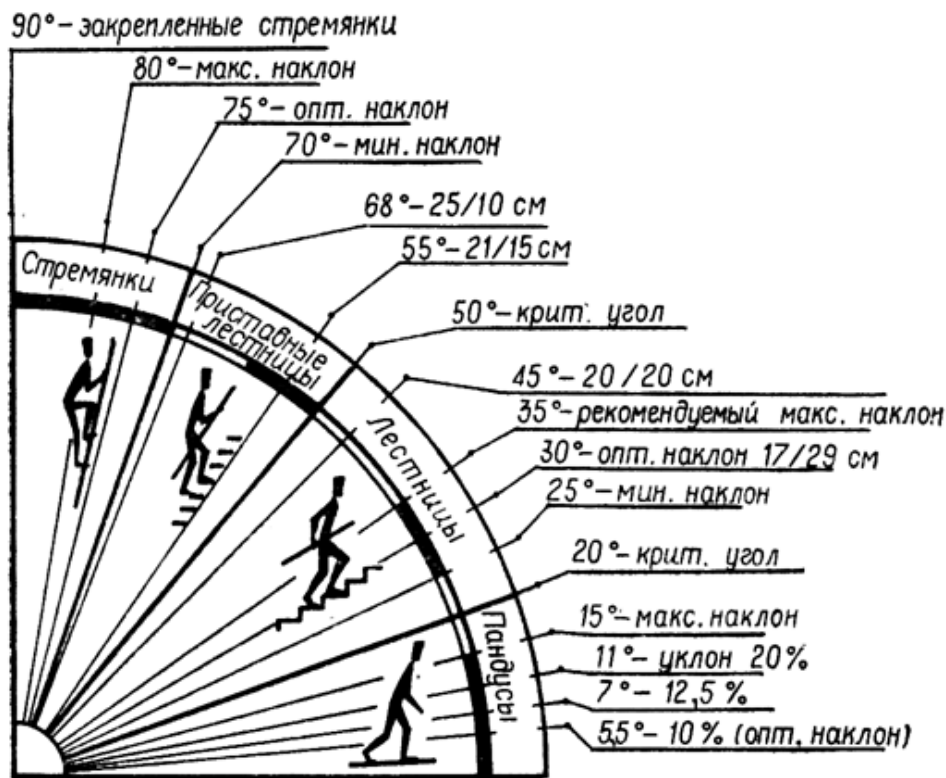 90°– закрепленные стремянки
80°– макс. наклон
75°– опт. наклон
70°– мин. наклон
68°– 25/10 см
55°– 21/15 см
50°– крит. угол
45°– 20/20 см
35°– рекомендуемый макс. наклон
30°– опт. наклон 17/29 см
25°– мин. наклон
20°– крит. угол
15°– макс. наклон
11°– уклон 20%
7°– 12,5 %
5,5°– 10 % (опт. наклон)
Стремянки
Приставные
лестницы
Лестницы
Пандусы